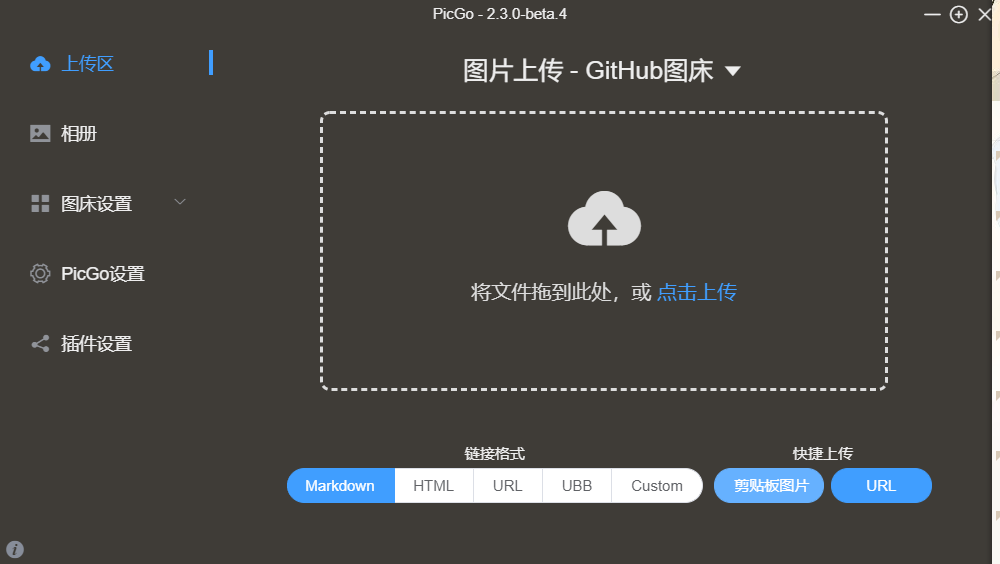 PicGo - 2.3.0-beta.4
上传区
相册
图床设置
PicGo设置
插件设置
图片上传 - GitHub图床
将文件拖到此处，或 点击上传
链接格式
快捷上传
Markdown HTML URL UBB Custom
剪贴板图片 URL